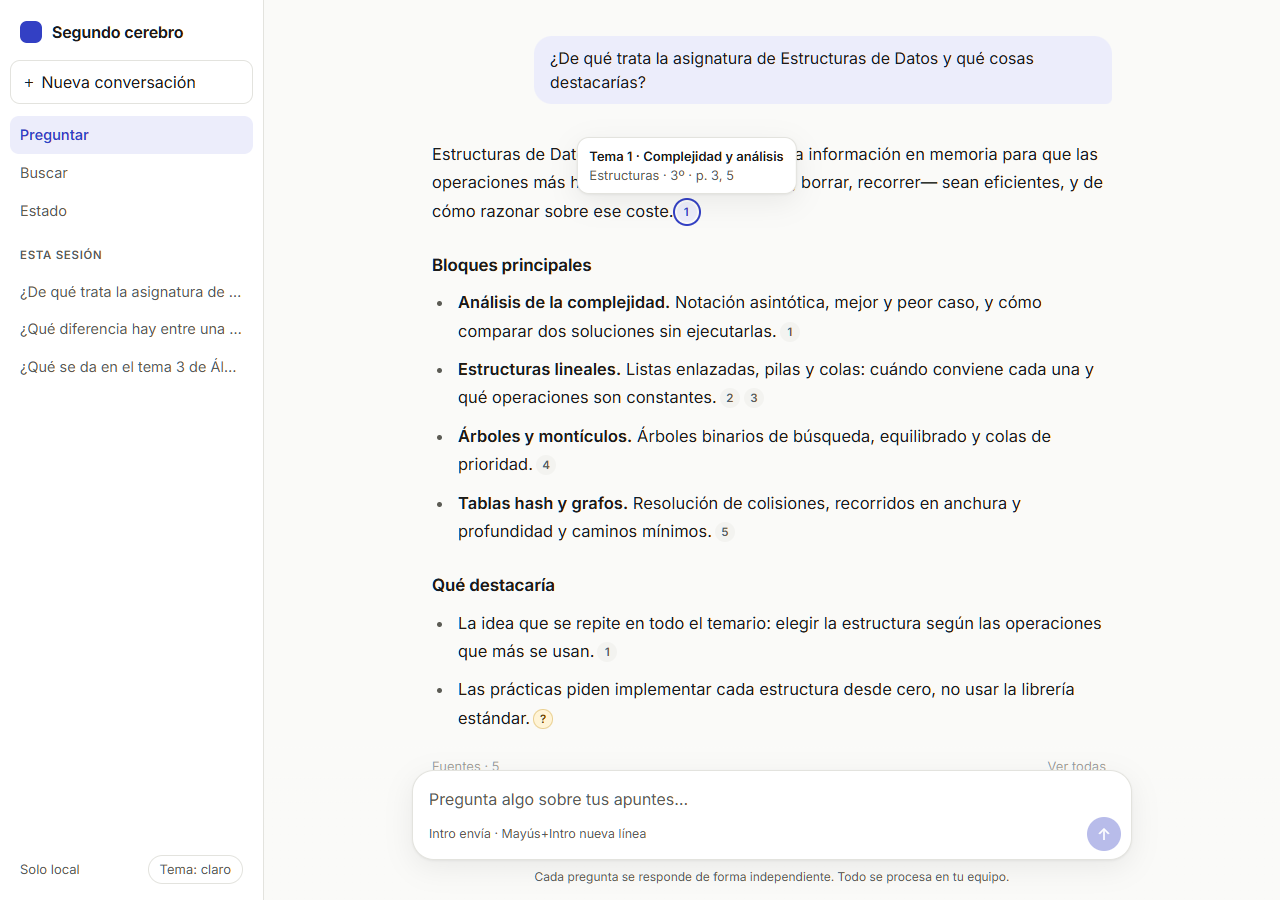 Segundo cerebro
+ Nueva conversación
Preguntar
Buscar
Estado
ESTA SESIÓN
¿De qué trata la asignatura de ...
¿Qué diferencia hay entre una ...
¿Qué se da en el tema 3 de Ál...
Solo local
Tema: claro
¿De qué trata la asignatura de Estructuras de Datos y qué cosas
destacarías?
Tema 1 · Complejidad y análisis
Estructuras · 3º · p. 3, 5
Estructuras de Dat a información en memoria para que las
operaciones más h borrar, recorrer— sean eficientes, y de
cómo razonar sobre ese coste. 1
Bloques principales
• Análisis de la complejidad. Notación asintótica, mejor y peor caso, y cómo
comparar dos soluciones sin ejecutarlas. 1
• Estructuras lineales. Listas enlazadas, pilas y colas: cuándo conviene cada una y
qué operaciones son constantes. 2 3
• Árboles y montículos. Árboles binarios de búsqueda, equilibrado y colas de
prioridad. 4
• Tablas hash y grafos. Resolución de colisiones, recorridos en anchura y
profundidad y caminos mínimos. 5
Qué destacaría
• La idea que se repite en todo el temario: elegir la estructura según las operaciones
que más se usan. 1
• Las prácticas piden implementar cada estructura desde cero, no usar la librería
estándar. ?
Fuentes · 5 Ver todas
Pregunta algo sobre tus apuntes...
Intro envía · Mayús+Intro nueva línea
Cada pregunta se responde de forma independiente. Todo se procesa en tu equipo.